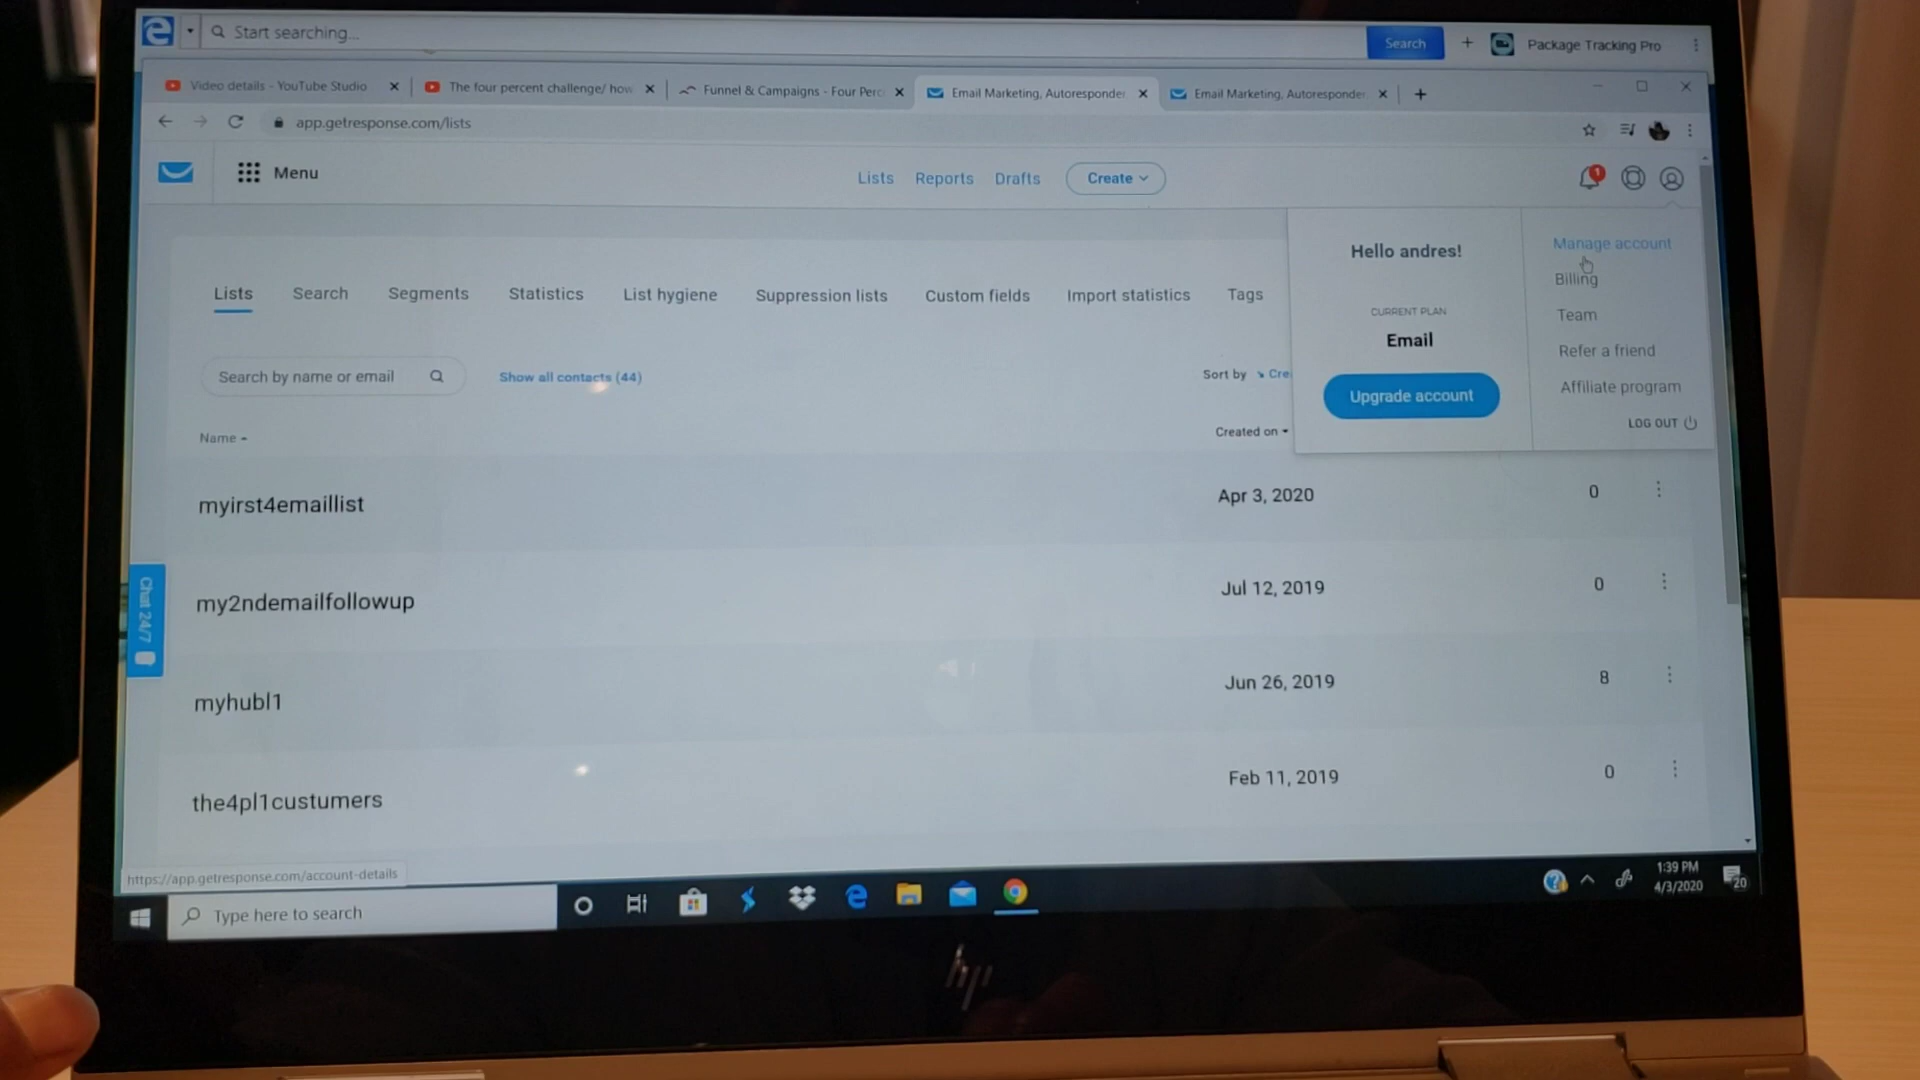 Start searching...
Search
Package Tracking Pro
Video details - YouTube Studio
The four percent challenge/ how
Funnel & Campaigns - Four Perc
Email Marketing, Autoresponder
Email Marketing, Autoresponder
app.getresponse.com/lists
Menu
Lists
Reports
Drafts
Create
1
Hello andres!
CURRENT PLAN
Email
Upgrade account
Manage account
Billing
Team
Refer a friend
Affiliate program
LOG OUT
Lists
Search
Segments
Statistics
List hygiene
Suppression lists
Custom fields
Import statistics
Tags
Search by name or email
Show all contacts (44)
Sort by
Cre
Name
Created on
myirst4emaillist
Apr 3, 2020
0
my2ndemailfollowup
Jul 12, 2019
0
myhubl1
Jun 26, 2019
8
the4pl1custumers
Feb 11, 2019
0
Chat 24/7
https://app.getresponse.com/account-details
Type here to search
1:39 PM
4/3/2020
20
hp